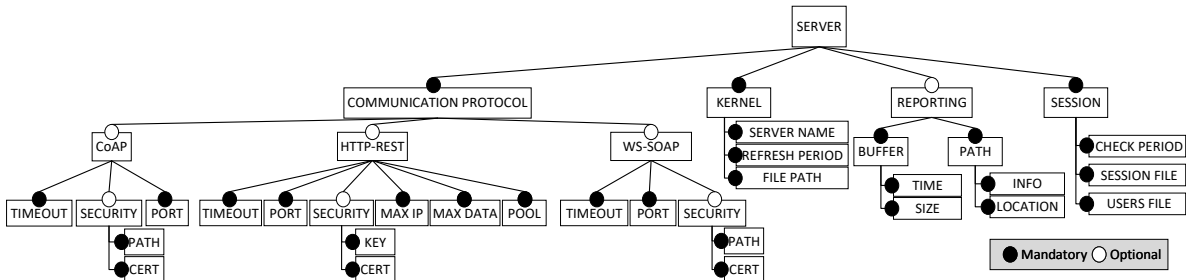 SERVER
COMMUNICATION PROTOCOL
KERNEL
REPORTING
SESSION
CoAP
HTTP-REST
WS-SOAP
SERVER NAME
REFRESH PERIOD
FILE PATH
BUFFER
PATH
CHECK PERIOD
SESSION FILE
USERS FILE
TIME
SIZE
INFO
LOCATION
TIMEOUT
SECURITY
PORT
TIMEOUT
PORT
SECURITY
MAX IP
MAX DATA
POOL
TIMEOUT
PORT
SECURITY
PATH
CERT
KEY
CERT
PATH
CERT
Mandatory
Optional